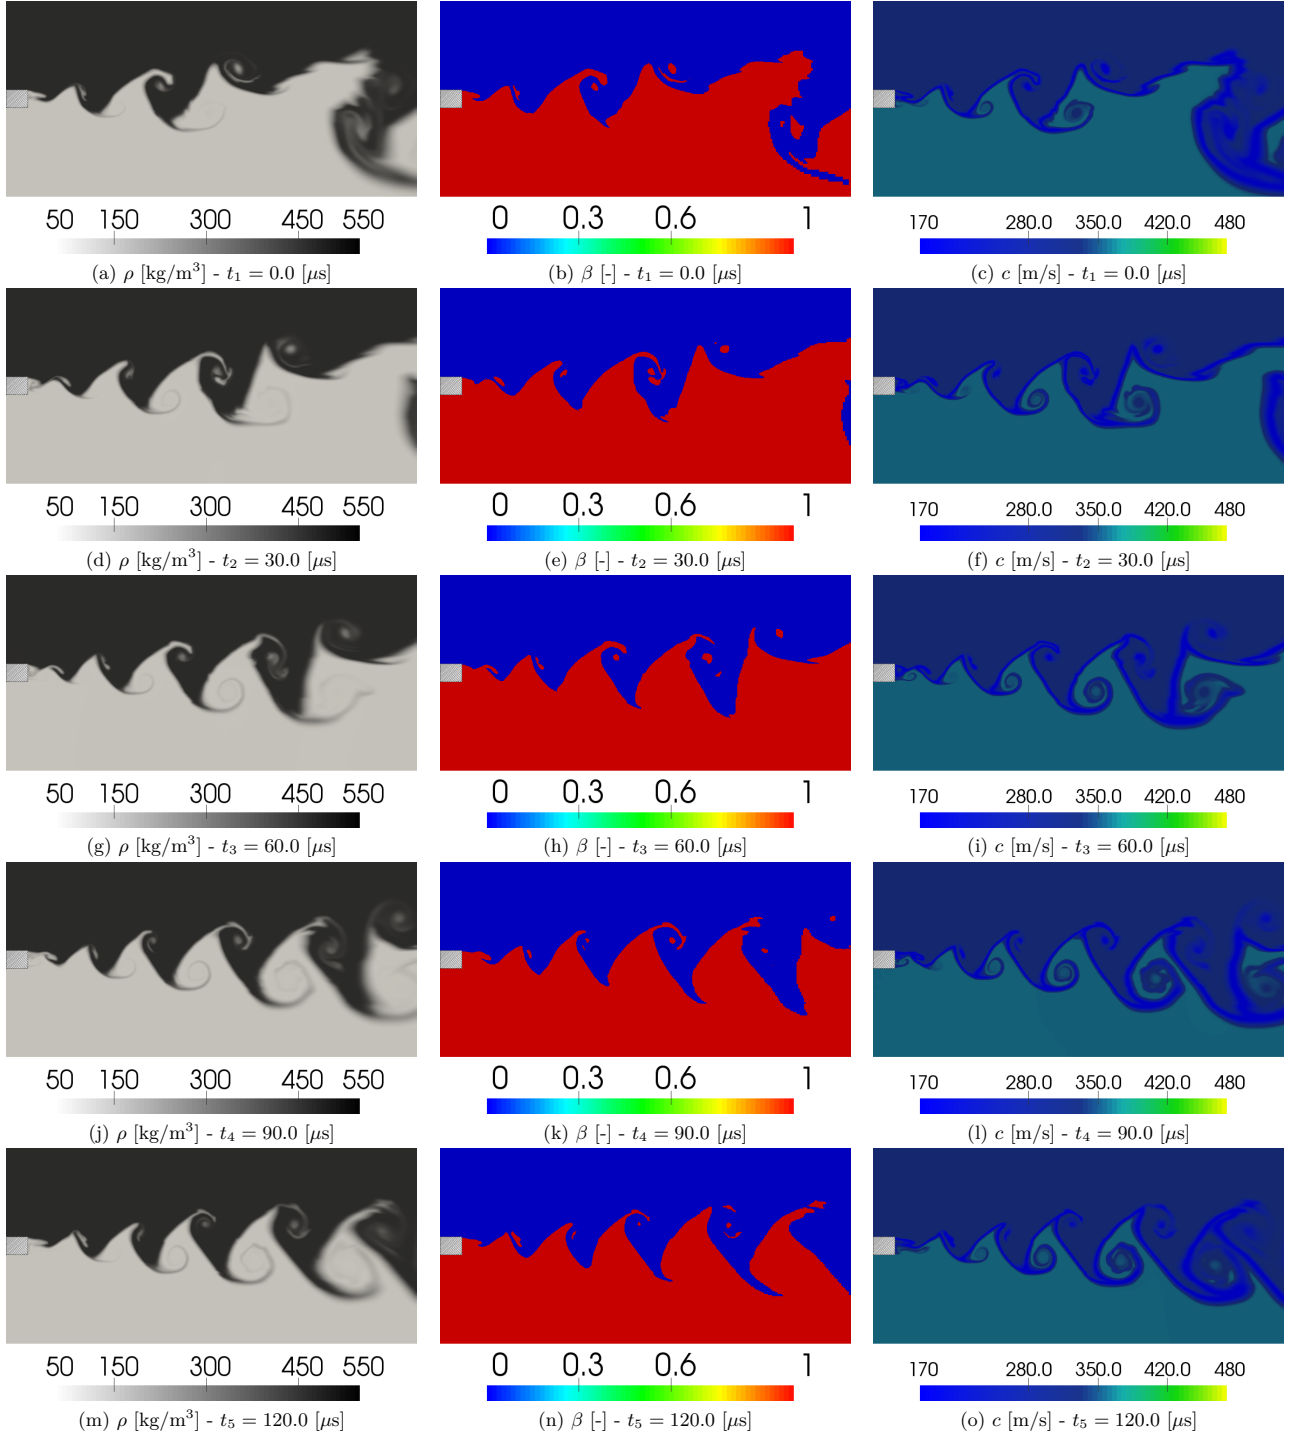 50 150 300 450 550
0 0.3 0.6 1
170 280.0 350.0 420.0 480
(a) ρ [kg/m³] - t₁ = 0.0 [μs]
(b) β [-] - t₁ = 0.0 [μs]
(c) c [m/s] - t₁ = 0.0 [μs]
50 150 300 450 550
0 0.3 0.6 1
170 280.0 350.0 420.0 480
(d) ρ [kg/m³] - t₂ = 30.0 [μs]
(e) β [-] - t₂ = 30.0 [μs]
(f) c [m/s] - t₂ = 30.0 [μs]
50 150 300 450 550
0 0.3 0.6 1
170 280.0 350.0 420.0 480
(g) ρ [kg/m³] - t₃ = 60.0 [μs]
(h) β [-] - t₃ = 60.0 [μs]
(i) c [m/s] - t₃ = 60.0 [μs]
50 150 300 450 550
0 0.3 0.6 1
170 280.0 350.0 420.0 480
(j) ρ [kg/m³] - t₄ = 90.0 [μs]
(k) β [-] - t₄ = 90.0 [μs]
(l) c [m/s] - t₄ = 90.0 [μs]
50 150 300 450 550
0 0.3 0.6 1
170 280.0 350.0 420.0 480
(m) ρ [kg/m³] - t₅ = 120.0 [μs]
(n) β [-] - t₅ = 120.0 [μs]
(o) c [m/s] - t₅ = 120.0 [μs]